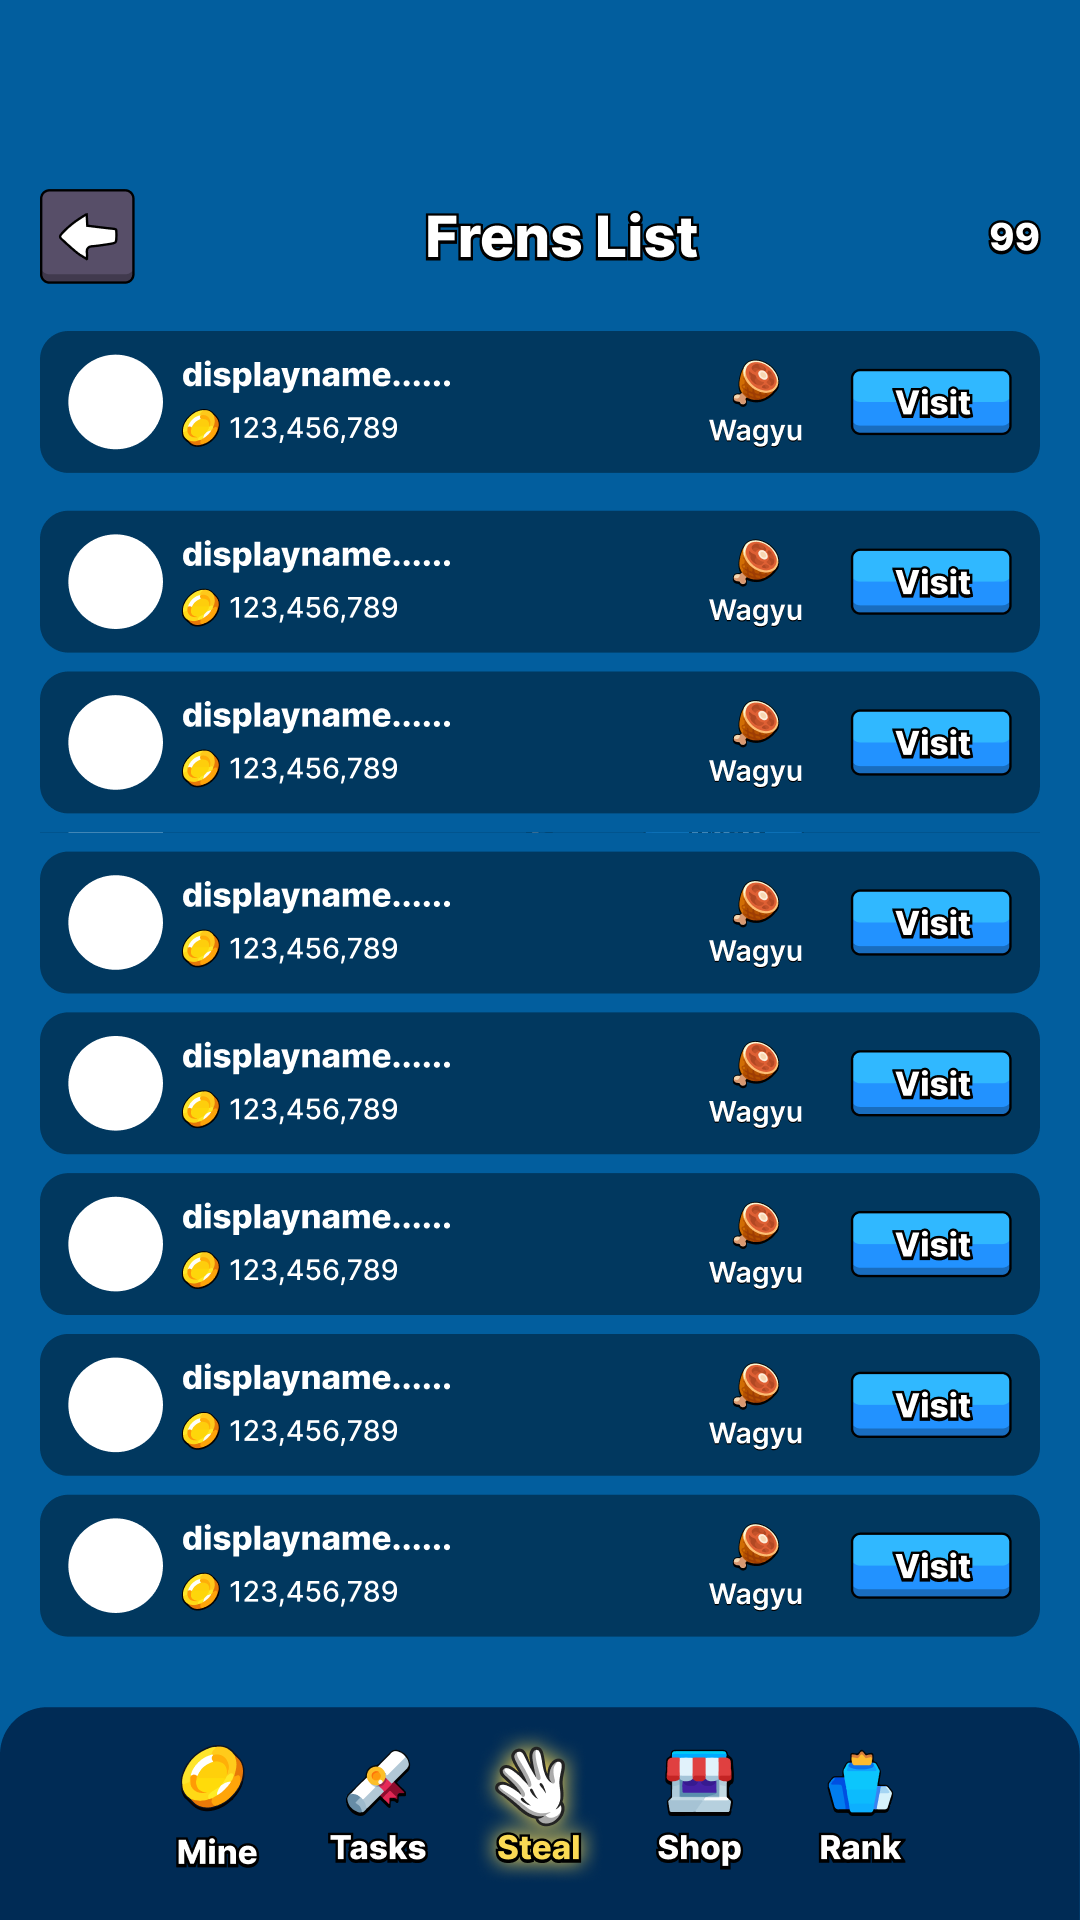 Frens List
99
displayname......
123,456,789
Wagyu
Visit
displayname......
123,456,789
Wagyu
Visit
displayname......
123,456,789
Wagyu
Visit
displayname......
123,456,789
Wagyu
Visit
displayname......
123,456,789
Wagyu
Visit
displayname......
123,456,789
Wagyu
Visit
displayname......
123,456,789
Wagyu
Visit
displayname......
123,456,789
Wagyu
Visit
Mine
Tasks
Steal
Shop
Rank